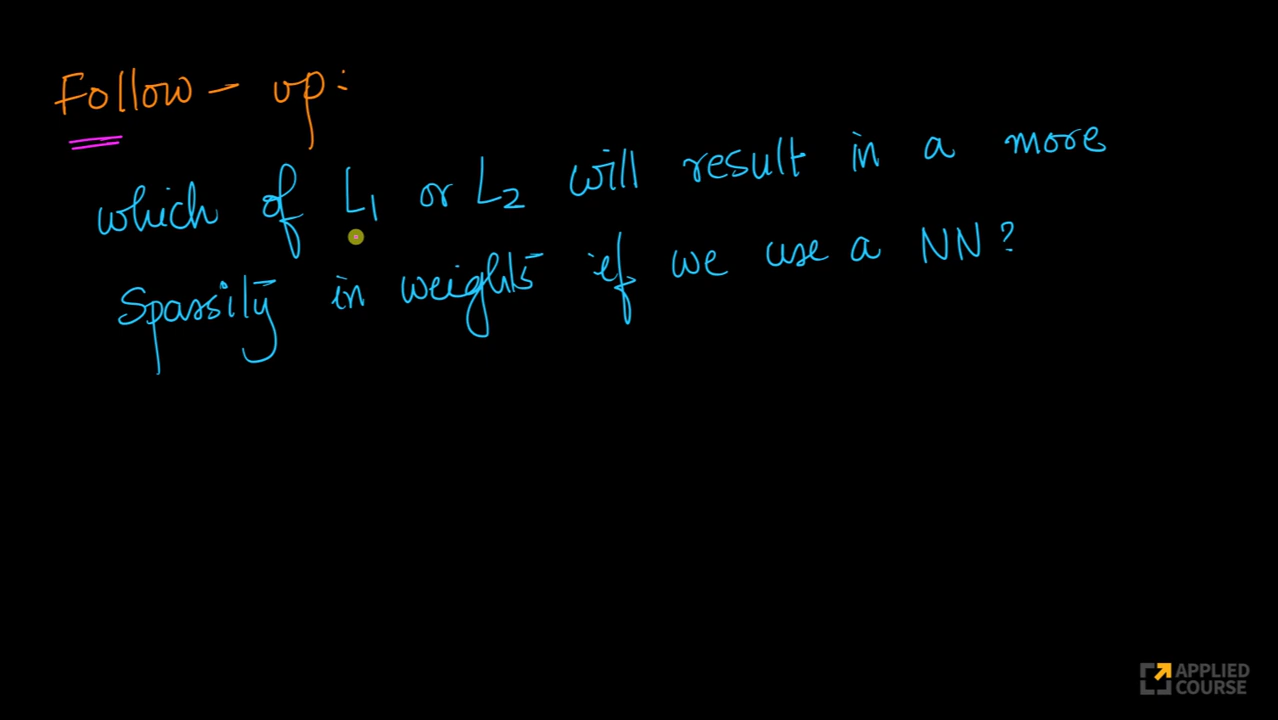 Follow - up:
which of L1 or L2 will result in a more
Sparsity in weights if we use a NN?
APPLIED
COURSE